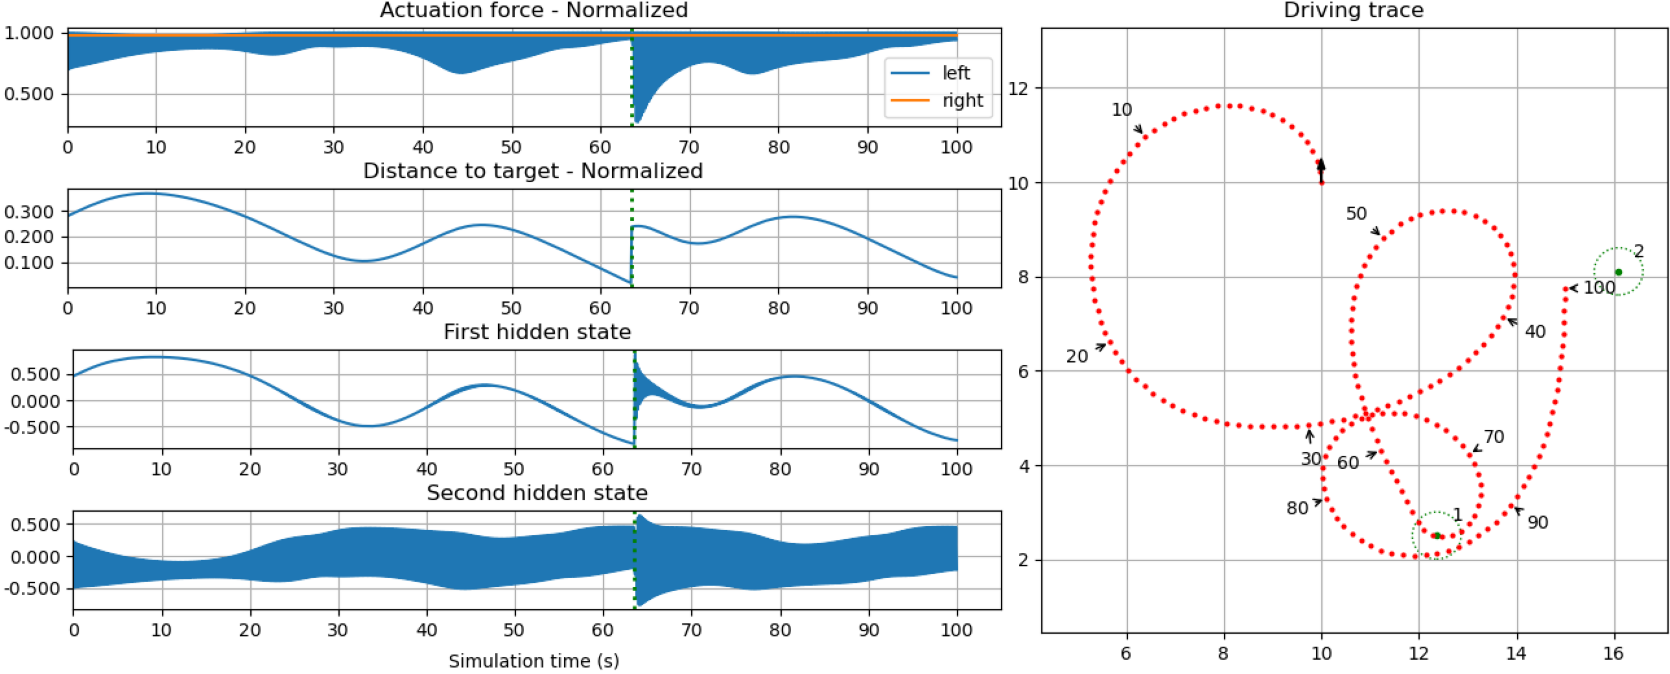 Actuation force - Normalized
1.000
0.500
left
right
0 10 20 30 40 50 60 70 80 90 100
Distance to target - Normalized
0.300
0.200
0.100
0 10 20 30 40 50 60 70 80 90 100
First hidden state
0.500
0.000
-0.500
0 10 20 30 40 50 60 70 80 90 100
Second hidden state
0.500
0.000
-0.500
0 10 20 30 40 50 60 70 80 90 100
Simulation time (s)
Driving trace
12
10
8
6
4
2
10
50
2
100
40
20
70
30
60
80
1
90
6 8 10 12 14 16